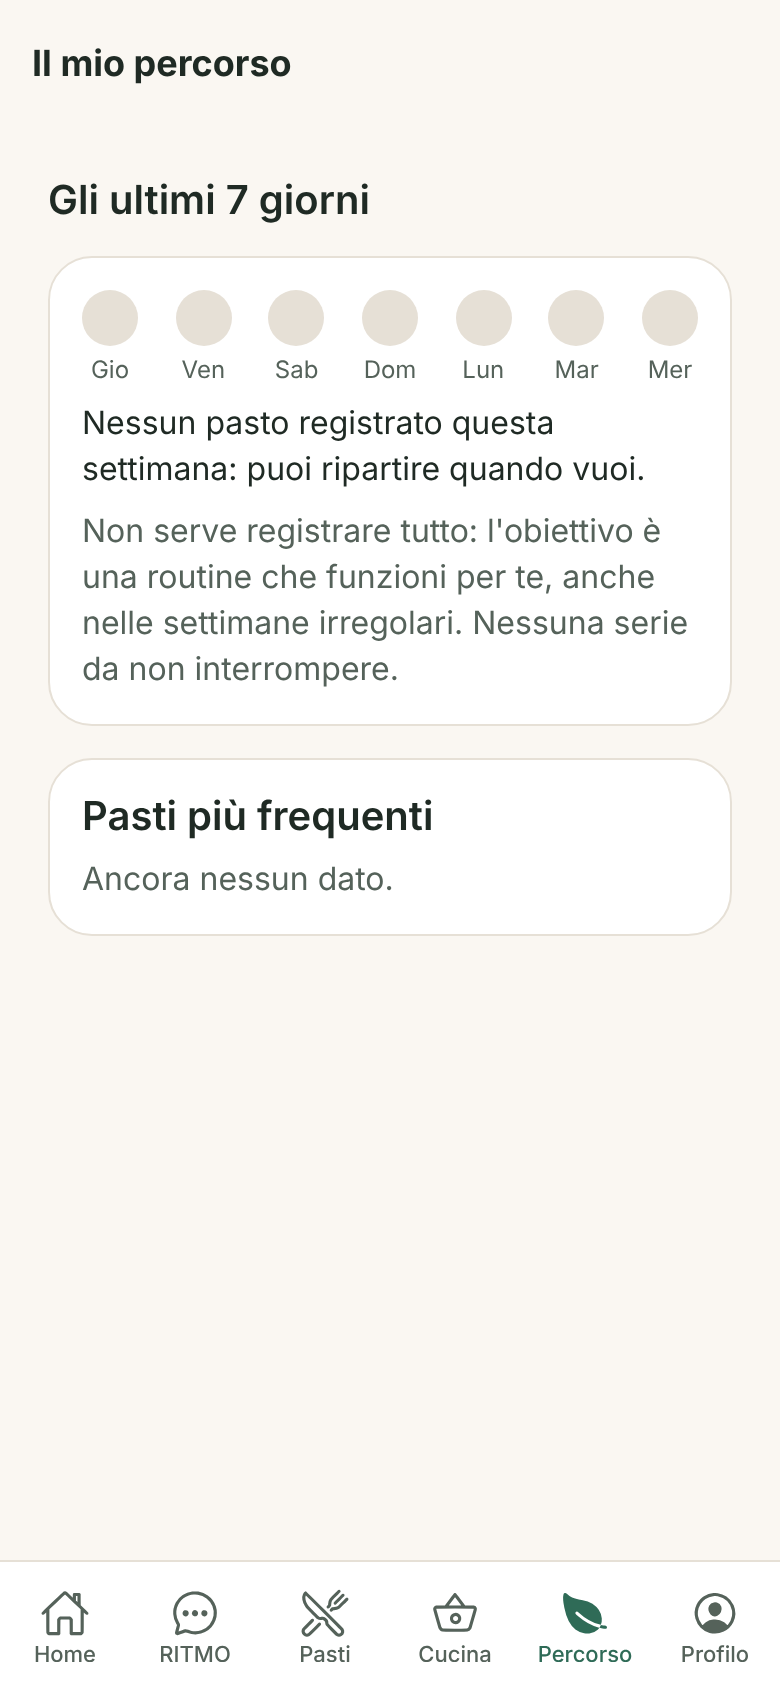 Il mio percorso
Gli ultimi 7 giorni
Gio Ven Sab Dom Lun Mar Mer
Nessun pasto registrato questa
settimana: puoi ripartire quando vuoi.
Non serve registrare tutto: l'obiettivo è
una routine che funzioni per te, anche
nelle settimane irregolari. Nessuna serie
da non interrompere.
Pasti più frequenti
Ancora nessun dato.
Home RITMO Pasti Cucina Percorso Profilo